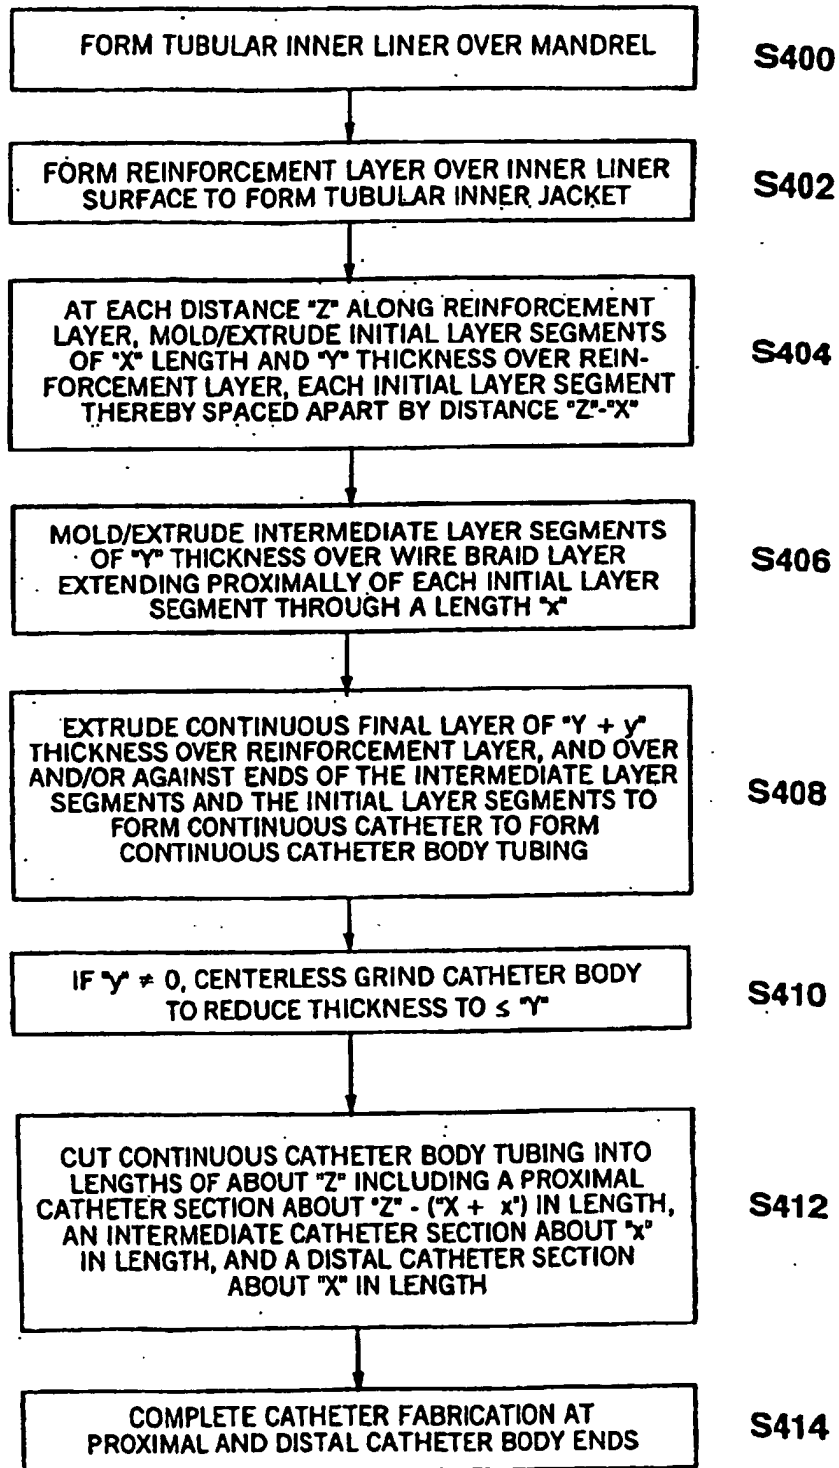 FORM TUBULAR INNER LINER OVER MANDREL
S400
FORM REINFORCEMENT LAYER OVER INNER LINER
SURFACE TO FORM TUBULAR INNER JACKET
S402
AT EACH DISTANCE "Z" ALONG REINFORCEMENT
LAYER, MOLD/EXTRUDE INITIAL LAYER SEGMENTS
OF "X" LENGTH AND "Y" THICKNESS OVER REIN-
FORCEMENT LAYER, EACH INITIAL LAYER SEGMENT
THEREBY SPACED APART BY DISTANCE "Z"-"X"
S404
MOLD/EXTRUDE INTERMEDIATE LAYER SEGMENTS
OF "Y" THICKNESS OVER WIRE BRAID LAYER
EXTENDING PROXIMALLY OF EACH INITIAL LAYER
SEGMENT THROUGH A LENGTH "x"
S406
EXTRUDE CONTINUOUS FINAL LAYER OF "Y + y"
THICKNESS OVER REINFORCEMENT LAYER, AND OVER
AND/OR AGAINST ENDS OF THE INTERMEDIATE LAYER
SEGMENTS AND THE INITIAL LAYER SEGMENTS TO
FORM CONTINUOUS CATHETER TO FORM
CONTINUOUS CATHETER BODY TUBING
S408
IF "y" ≠ 0, CENTERLESS GRIND CATHETER BODY
TO REDUCE THICKNESS TO ≤ "Y"
S410
CUT CONTINUOUS CATHETER BODY TUBING INTO
LENGTHS OF ABOUT "Z" INCLUDING A PROXIMAL
CATHETER SECTION ABOUT "Z" - ("X + x") IN LENGTH,
AN INTERMEDIATE CATHETER SECTION ABOUT "x"
IN LENGTH, AND A DISTAL CATHETER SECTION
ABOUT "X" IN LENGTH
S412
COMPLETE CATHETER FABRICATION AT
PROXIMAL AND DISTAL CATHETER BODY ENDS
S414